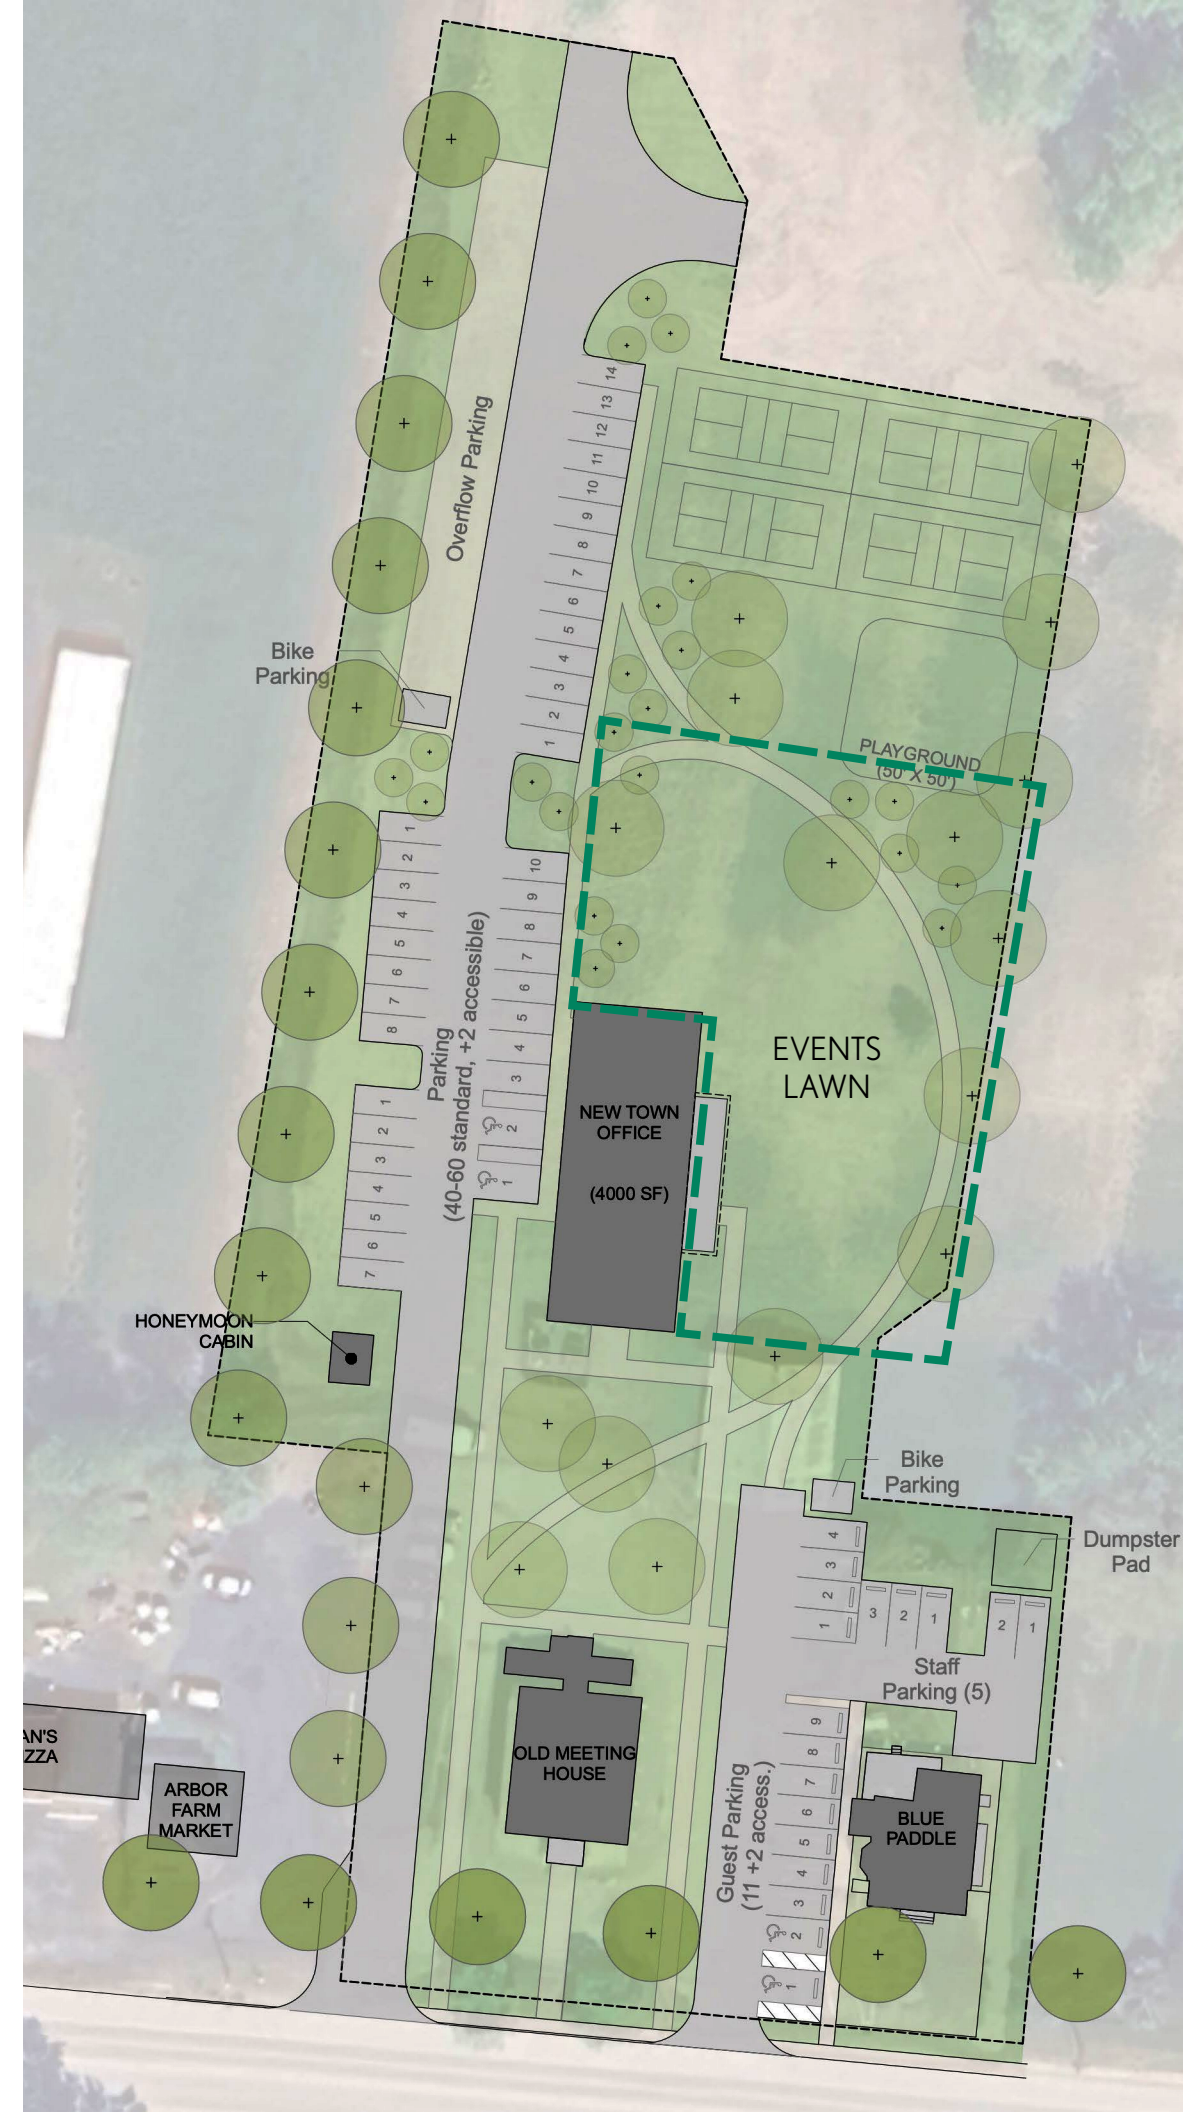 14
13
12
11
10
9
8
7
6
5
4
3
2
1
Overflow Parking
Bike
Parking
PLAYGROUND
(50' X 50')
1
2
3
4
5
6
7
8
10
9
8
7
6
5
4
3
2
1
Parking
(40-60 standard, +2 accessible)
EVENTS
LAWN
NEW TOWN
OFFICE
(4000 SF)
1
2
3
4
5
6
7
HONEYMOON
CABIN
Bike
Parking
Dumpster
Pad
4
3
2
1
3
2
1
2
1
Staff
Parking (5)
AN'S
ZZA
ARBOR
FARM
MARKET
OLD MEETING
HOUSE
Guest Parking
(11 +2 access.)
9
8
7
6
5
4
3
2
1
BLUE
PADDLE